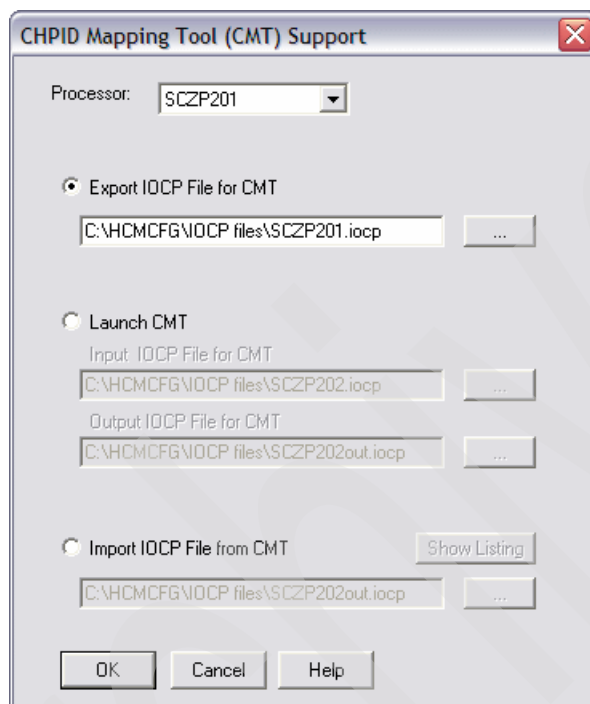 CHPID Mapping Tool (CMT) Support
Processor: SCZP201
Export IOCP File for CMT
C:\HCMCFG\IOCP files\SCZP201.iocp ...
Launch CMT
Input IOCP File for CMT
C:\HCMCFG\IOCP files\SCZP202.iocp ...
Output IOCP File for CMT
C:\HCMCFG\IOCP files\SCZP202out.iocp ...
Import IOCP File from CMT Show Listing
C:\HCMCFG\IOCP files\SCZP202out.iocp ...
OK Cancel Help